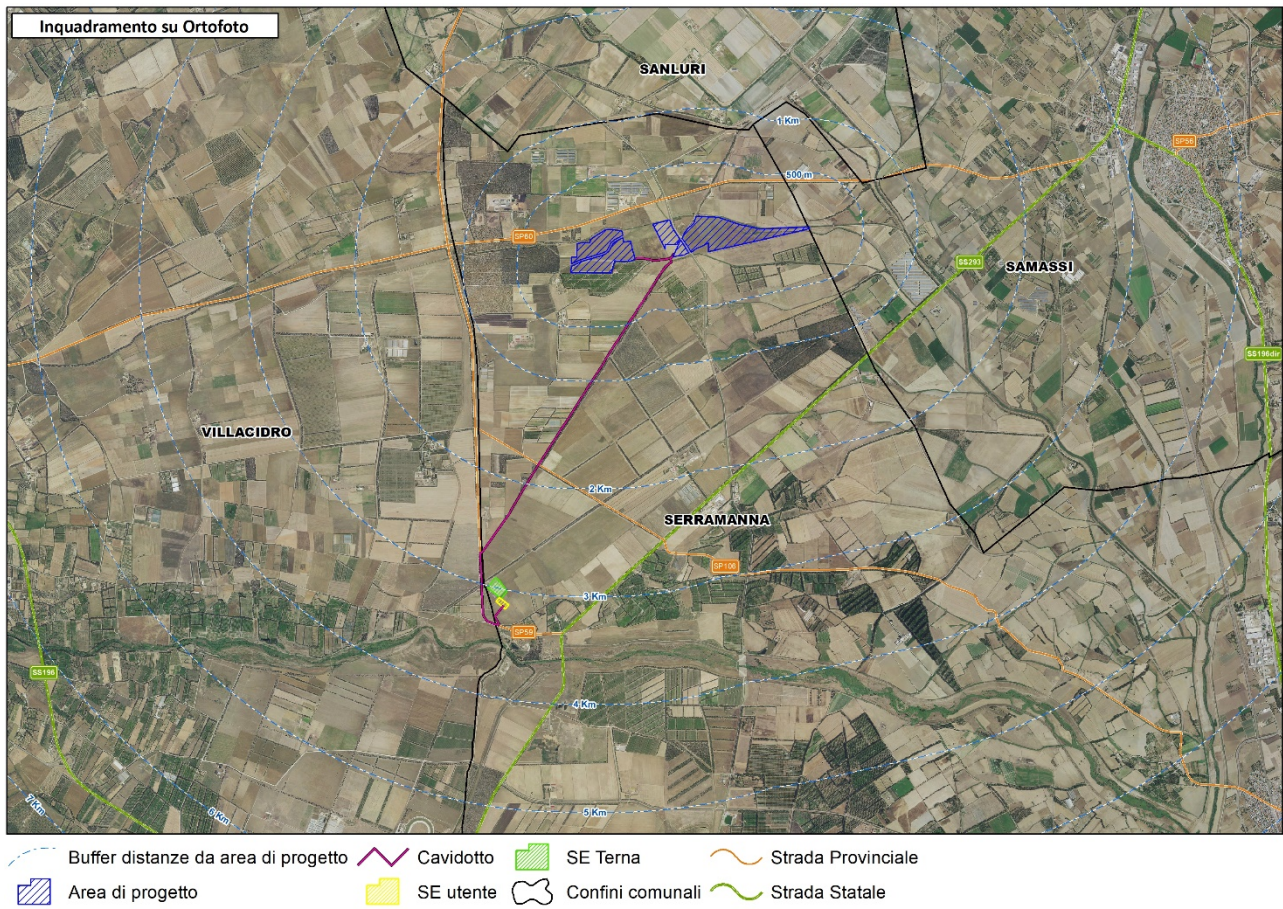 Inquadramento su Ortofoto
SANLURI
1 Km
SP56
500 m
SP60
SS293
SAMASSI
SS196dir
VILLACIDRO
2 Km
SERRAMANNA
SP106
3 Km
SP59
SS196
4 Km
7 Km
6 Km
5 Km
Buffer distanze da area di progetto
Cavidotto
SE Terna
Strada Provinciale
Area di progetto
SE utente
Confini comunali
Strada Statale